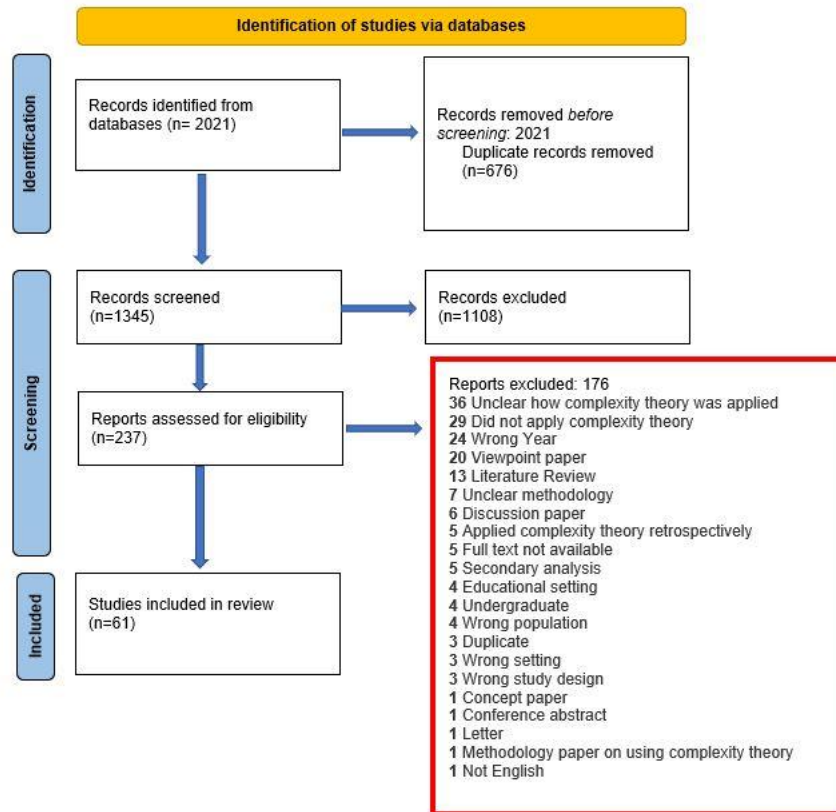 Identification of studies via databases
Identification
Records identified from
databases (n= 2021)
Records removed before
screening: 2021
Duplicate records removed
(n=676)
Screening
Records screened
(n=1345)
Records excluded
(n=1108)
Reports assessed for eligibility
(n=237)
Reports excluded: 176
36 Unclear how complexity theory was applied
29 Did not apply complexity theory
24 Wrong Year
20 Viewpoint paper
13 Literature Review
7 Unclear methodology
6 Discussion paper
5 Applied complexity theory retrospectively
5 Full text not available
5 Secondary analysis
4 Educational setting
4 Undergraduate
4 Wrong population
3 Duplicate
3 Wrong setting
3 Wrong study design
1 Concept paper
1 Conference abstract
1 Letter
1 Methodology paper on using complexity theory
1 Not English
Included
Studies included in review
(n=61)